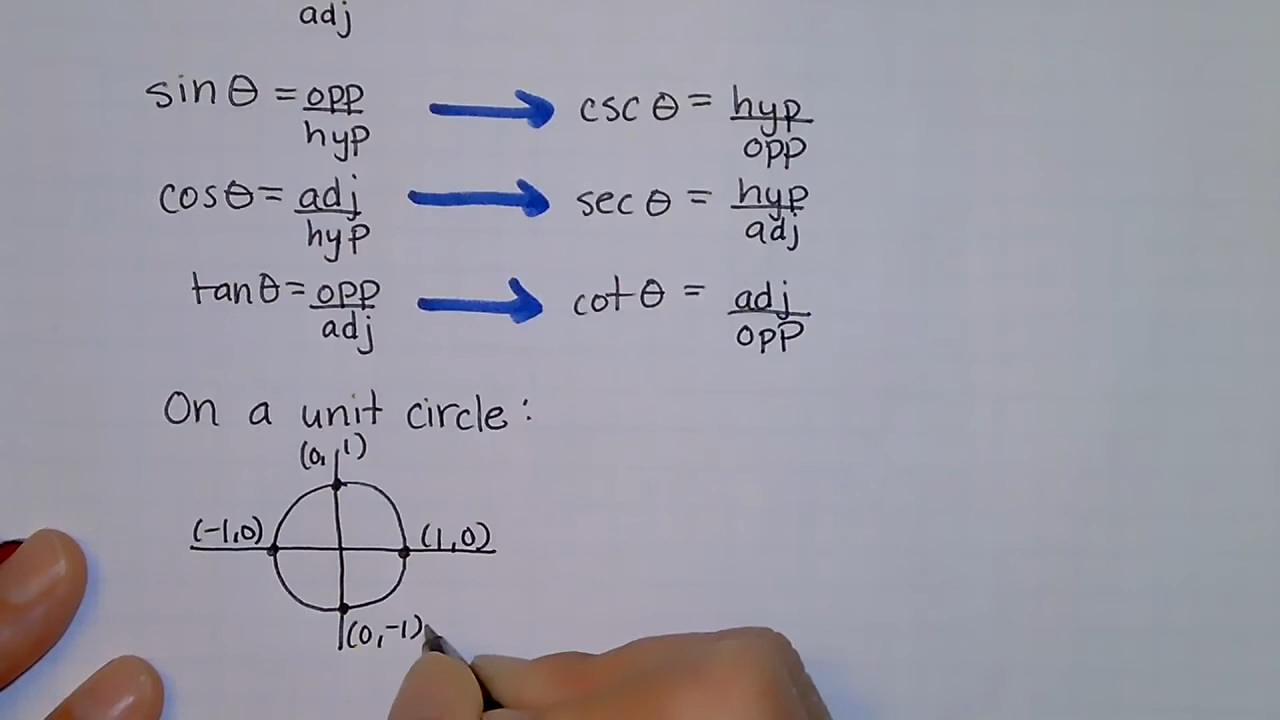 adj
sin θ = opp/hyp → csc θ = hyp/opp
cos θ = adj/hyp → sec θ = hyp/adj
tan θ = opp/adj → cot θ = adj/opp
On a unit circle:
(0, 1)
(-1,0) (1,0)
(0,-1)